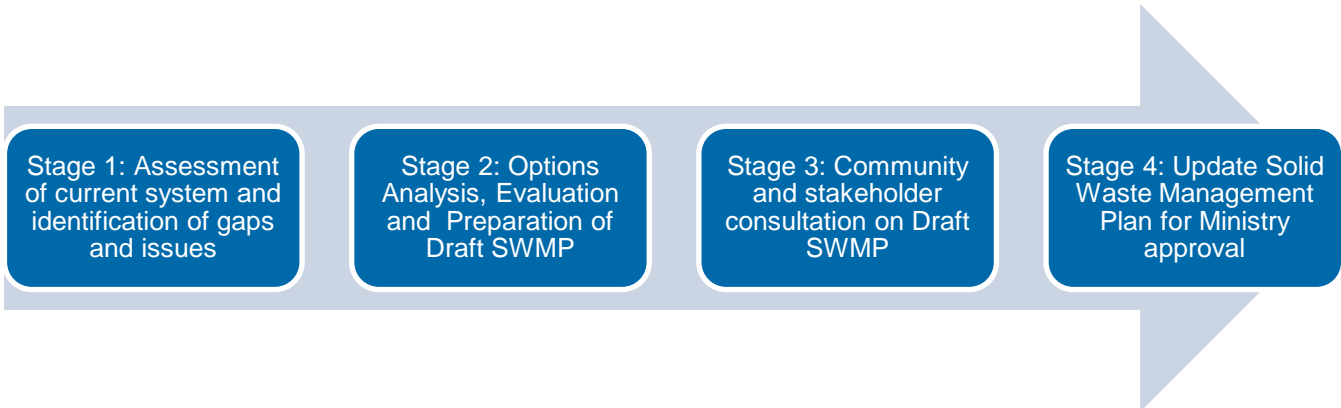 Stage 1: Assessment
of current system and
identification of gaps
and issues
Stage 2: Options
Analysis, Evaluation
and  Preparation of
Draft SWMP
Stage 3: Community
and stakeholder
consultation on Draft
SWMP
Stage 4: Update Solid
Waste Management
Plan for Ministry
approval